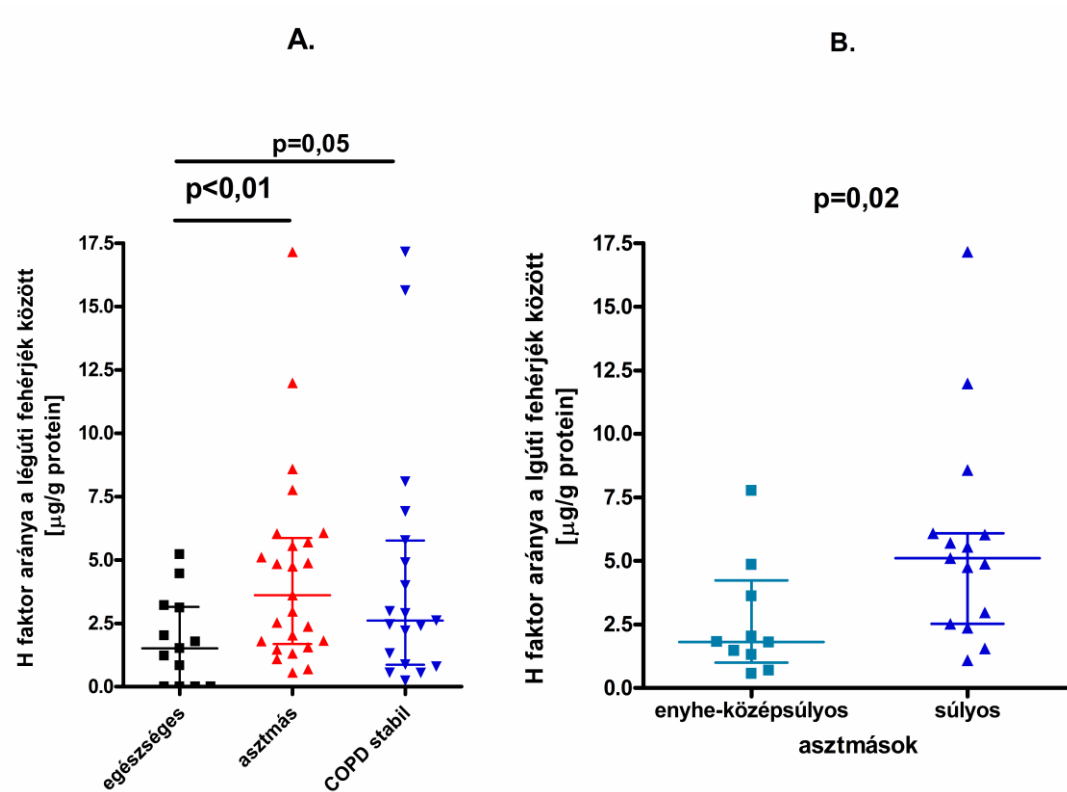 A.
p=0,05
p<0,01
H faktor aránya a légúti fehérjék között
[µg/g protein]
17.5
15.0
12.5
10.0
7.5
5.0
2.5
0.0
egészséges
asztmás
COPD stabil
B.
p=0,02
H faktor aránya a lgúti fehérjék között
[µg/g protein]
17.5
15.0
12.5
10.0
7.5
5.0
2.5
0.0
enyhe-középsúlyos
súlyos
asztmások